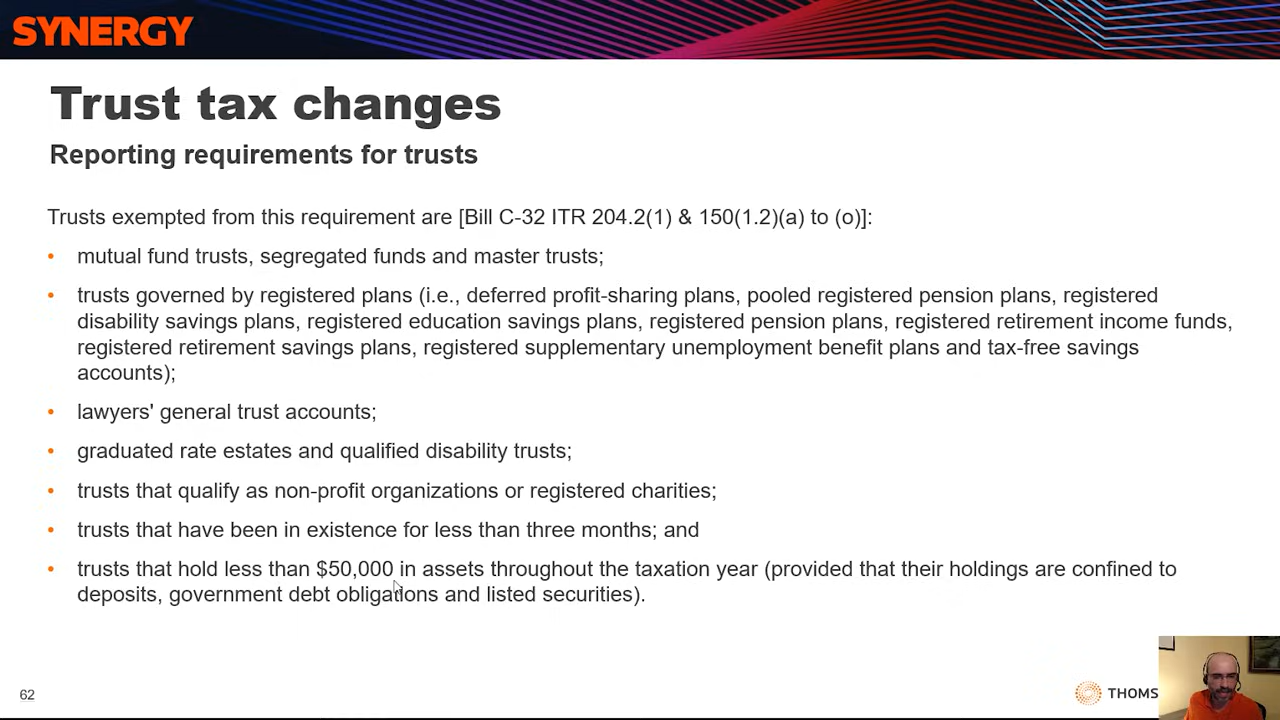 SYNERGY
Trust tax changes
Reporting requirements for trusts
Trusts exempted from this requirement are [Bill C-32 ITR 204.2(1) & 150(1.2)(a) to (o)]:
• mutual fund trusts, segregated funds and master trusts;
• trusts governed by registered plans (i.e., deferred profit-sharing plans, pooled registered pension plans, registered
disability savings plans, registered education savings plans, registered pension plans, registered retirement income funds,
registered retirement savings plans, registered supplementary unemployment benefit plans and tax-free savings
accounts);
• lawyers' general trust accounts;
• graduated rate estates and qualified disability trusts;
• trusts that qualify as non-profit organizations or registered charities;
• trusts that have been in existence for less than three months; and
• trusts that hold less than $50,000 in assets throughout the taxation year (provided that their holdings are confined to
deposits, government debt obligations and listed securities).
62
THOMS